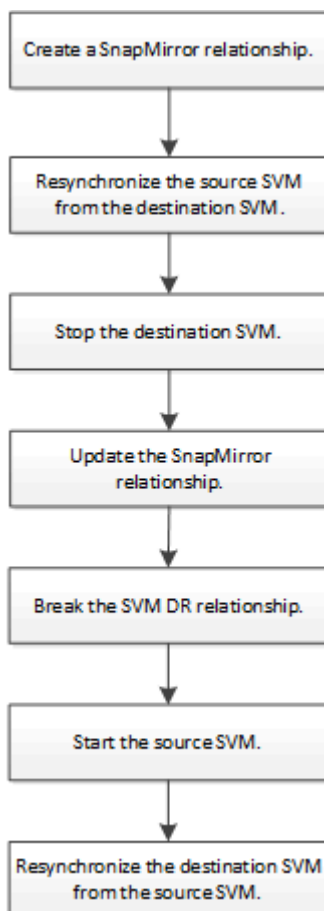 Create a SnapMirror relationship.
Resynchronize the source SVM
from the destination SVM.
Stop the destination SVM.
Update the SnapMirror
relationship.
Break the SVM DR relationship.
Start the source SVM.
Resynchronize the destination SVM
from the source SVM.